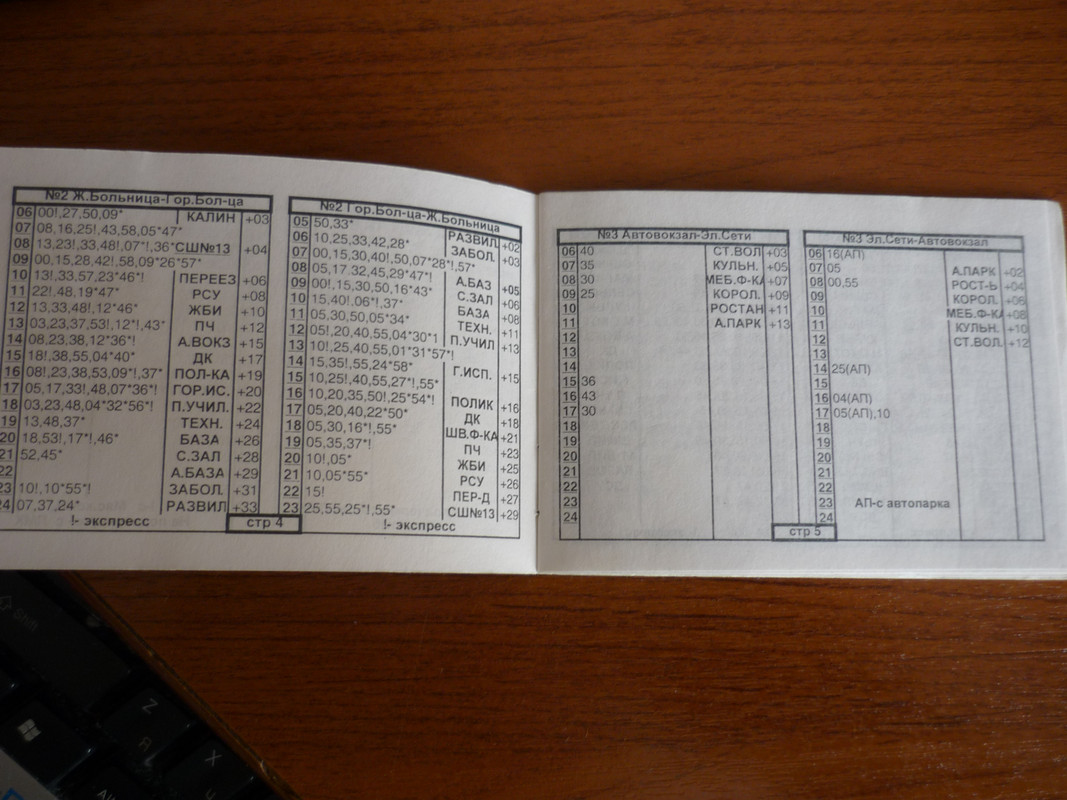 №2 Ж.Больница-Гор.Бол-ца
06 00!,27,50,09* КАЛИН +03
07 08,16,25!,43,58,05*47*
08 13,23!,33,48!,07*!,36* СШ№13 +04
09 00,15,28,42!,58,09*26*57*
10 13!,33,57,23*46*! ПЕРЕЕЗ +06
11 22!,48,19*47* РСУ +08
12 13,33,48!,12*46* ЖБИ +10
13 03,23,37,53!,12*!,43* ПЧ +12
14 08,23,38,12*36*! А.ВОКЗ +15
15 18!,38,55,04*40* ДК +17
16 08!,23,38,53,09*!,37* ПОЛ-КА +19
17 05,17,33!,48,07*36*! ГОР.ИС. +20
18 03,23,48,04*32*56*! П.УЧИЛ. +22
19 13,48,37* ТЕХН. +24
20 18,53!,17*!,46* БАЗА +26
21 52,45* С.ЗАЛ +28
22 А.БАЗА +29
23 10!,10*55*! ЗАБОЛ. +31
24 07,37,24* РАЗВИЛ +33
!- экспресс
стр 4
№2 Гор.Бол-ца-Ж.Больница
05 50,33*
06 10,25,33,42,28* РАЗВИЛ +02
07 00,15,30,40!,50,07*28*!,57* ЗАБОЛ. +03
08 05,17,32,45,29*47*!
09 00!,15,30,50,16*43* А.БАЗ +05
10 15,40!.06*!,37* С.ЗАЛ +06
11 05,30,50,05*34* БАЗА +08
12 05!,20,40,55,04*30*1 ТЕХН. +11
13 10!,25,40,55,01*31*57*! П.УЧИЛ +13
14 15,35!,55,24*58*
15 10,25!,40,55,27*!,55* Г.ИСП. +15
16 10,20,35,50!,25*54*!
17 05,20,40,22*50* ПОЛИК +16
18 05,30,16*!,55* ДК +18
19 05,35,37*! ШВ.Ф-КА +21
20 10!,05* ПЧ +23
21 10,05*55* ЖБИ +25
22 15! РСУ +26
23 25,55,25*!,55* ПЕР-Д +27
СШ№13 +29
!- экспресс
№3 Автовокзал-Эл.Сети
06 40 СТ.ВОЛ +03
07 35 КУЛЬН. +05
08 30 МЕБ.Ф-КА +07
09 25 КОРОЛ. +09
10 РОСТАН +11
11 А.ПАРК +13
12
13
14
15 36
16 43
17 30
18
19
20
21
22
23
24
стр 5
№3 Эл.Сети-Автовокзал
06 16(АП)
07 05 А.ПАРК +02
08 00,55 РОСТ-Ь +04
09 КОРОЛ. +06
10 МЕБ.Ф-КА +08
11 КУЛЬН. +10
12 СТ.ВОЛ. +12
13
14 25(АП)
15
16 04(АП)
17 05(АП),10
18
19
20
21
22
23 АП-с автопарка
24